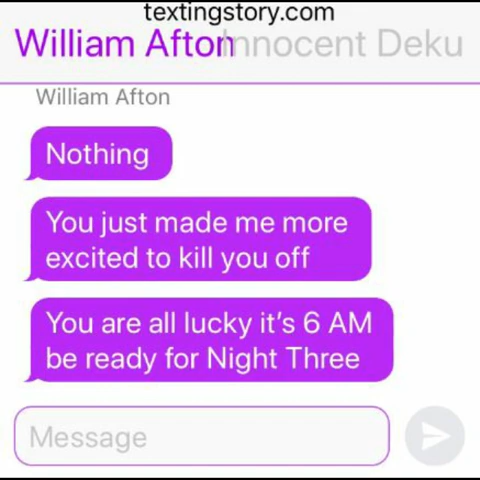 textingstory.com
William Afton Innocent Deku
William Afton
Nothing
You just made me more
excited to kill you off
You are all lucky it's 6 AM
be ready for Night Three
Message